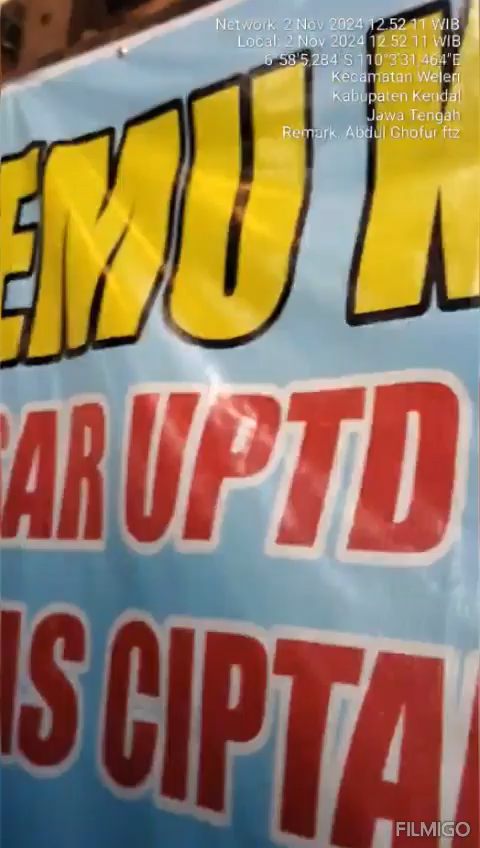 Network: 2 Nov 2024 12.52.11 WIB
Local: 2 Nov 2024 12.52.11 WIB
6°58'5,284"S 110°3'31,464"E
Kecamatan Weleri
Kabupaten Kendal
Jawa Tengah
Remark: Abdul Ghofur ftz
EMU
AR UPTD
IS CIPTA
FILMIGO